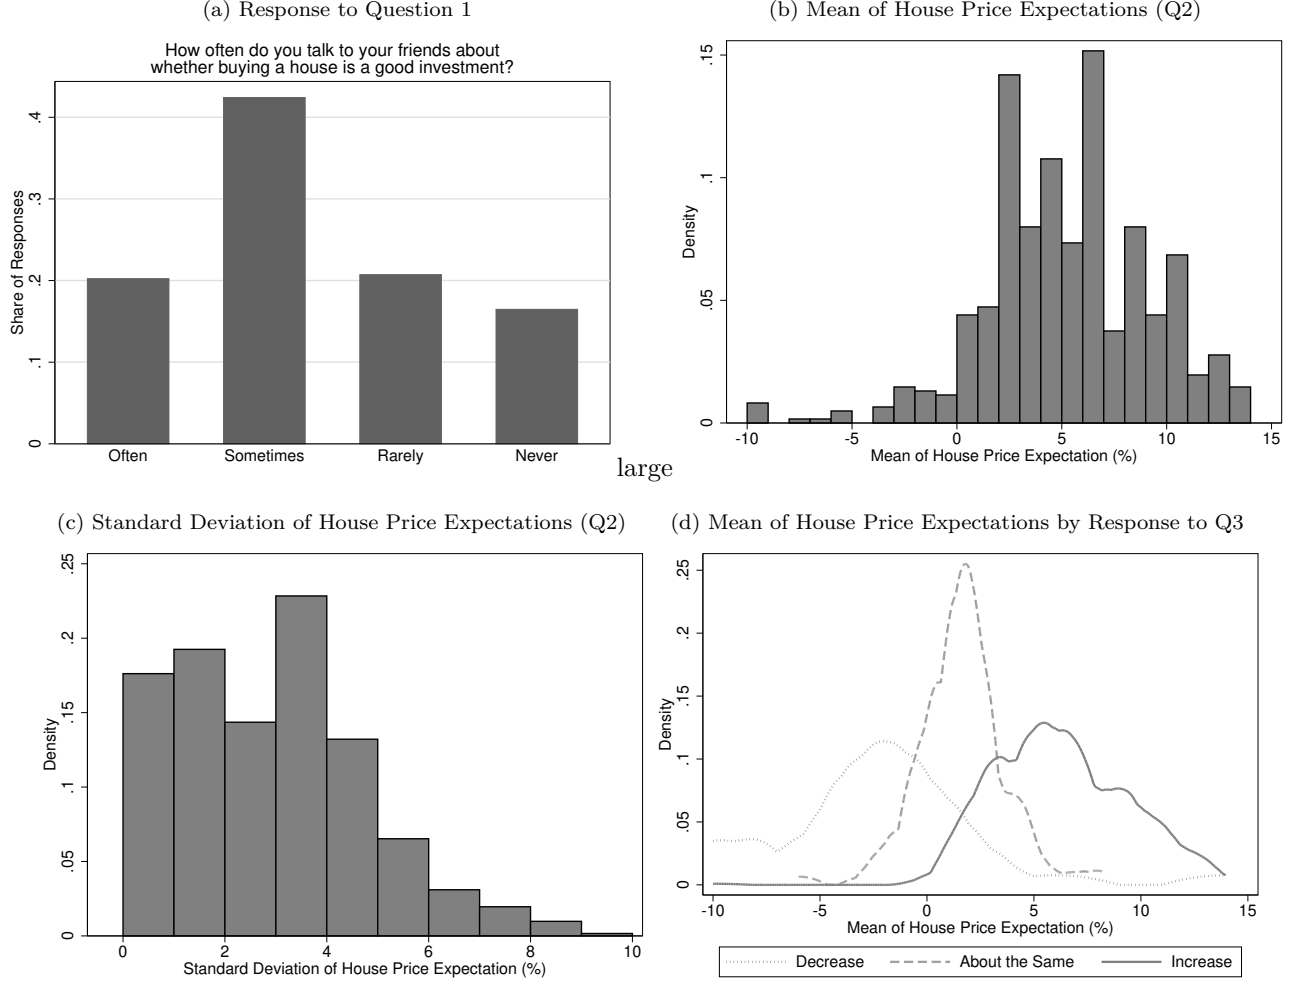 (a) Response to Question 1
How often do you talk to your friends about
whether buying a house is a good investment?
Share of Responses
.4
.3
.2
.1
0
Often Sometimes Rarely Never
(b) Mean of House Price Expectations (Q2)
Density
.15
.1
.05
0
-10 -5 0 5 10 15
Mean of House Price Expectation (%)
large
(c) Standard Deviation of House Price Expectations (Q2)
Density
.25
.2
.15
.1
.05
0
0 2 4 6 8 10
Standard Deviation of House Price Expectation (%)
(d) Mean of House Price Expectations by Response to Q3
Density
.25
.2
.15
.1
.05
0
-10 -5 0 5 10 15
Mean of House Price Expectation (%)
Decrease About the Same Increase